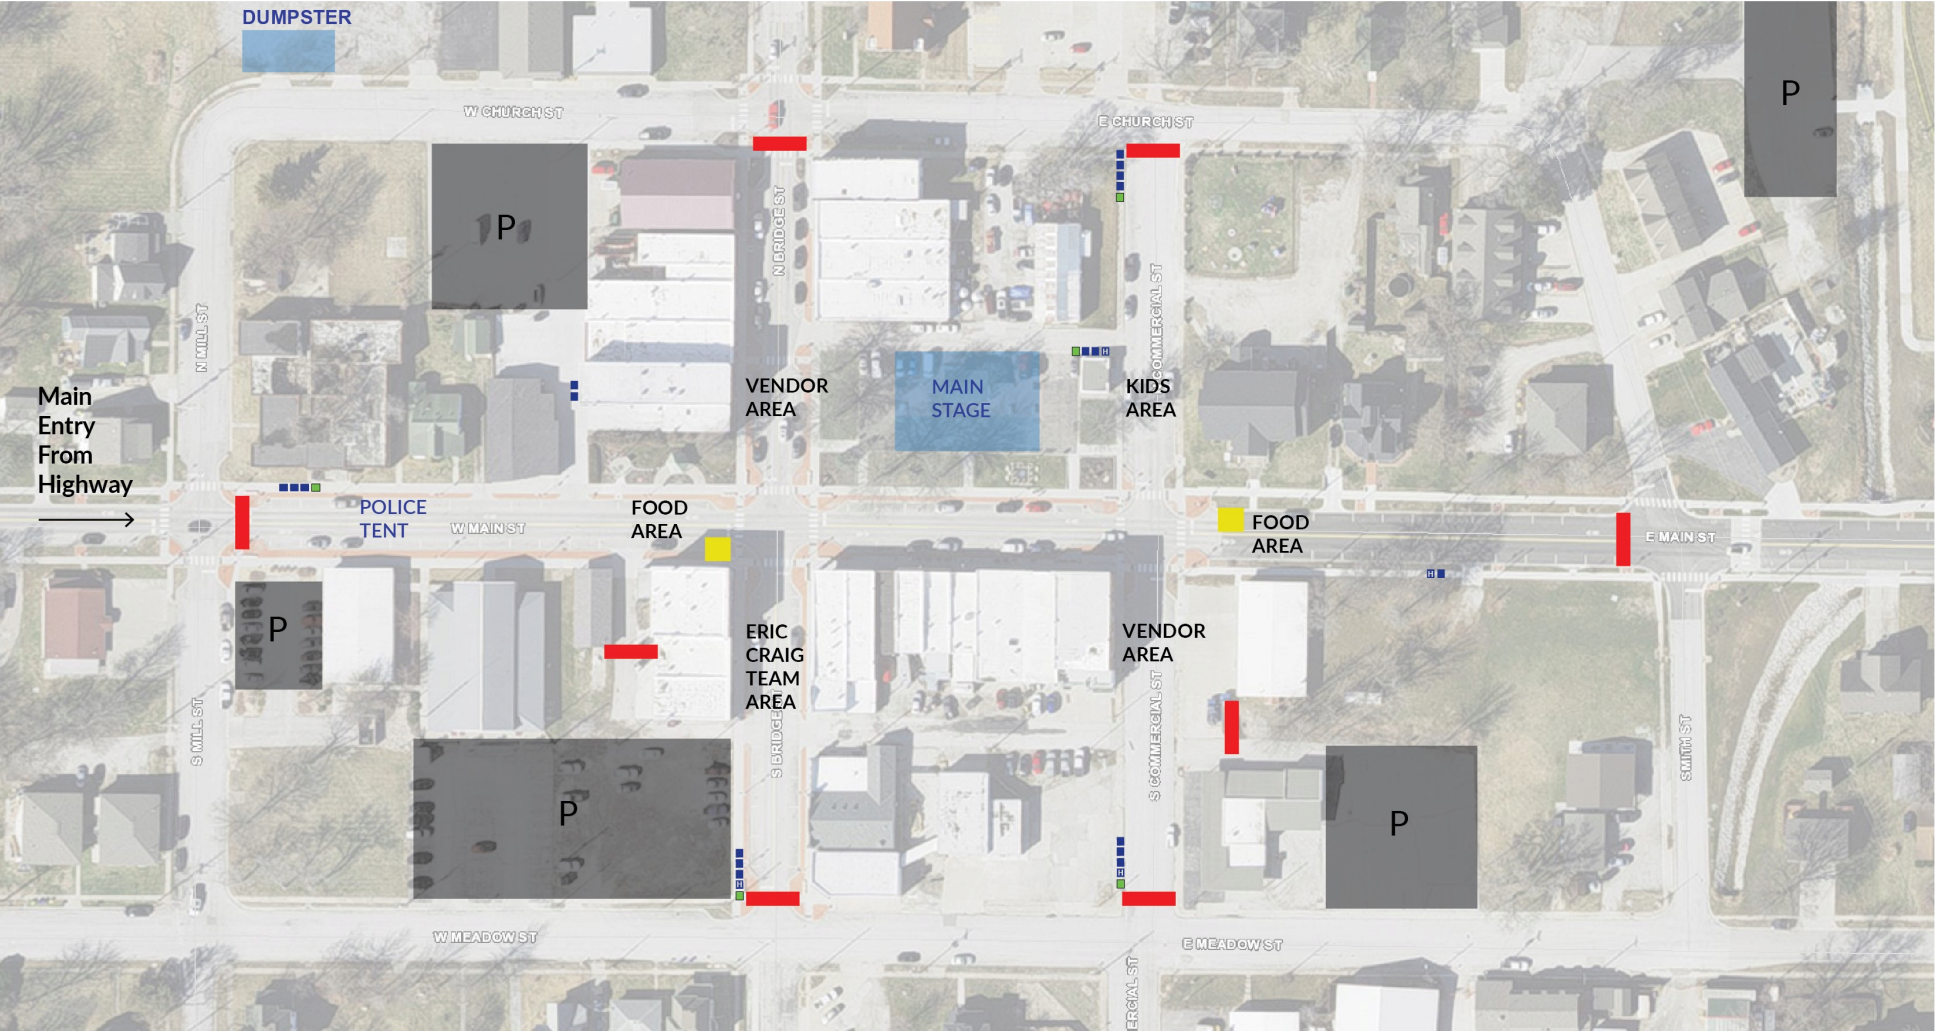 DUMPSTER
P
W CHURCH ST
E CHURCH ST
P
N BRIDGE ST
N MILL ST
COMMERCIAL ST
H
Main
Entry
From
Highway
VENDOR
AREA
MAIN
STAGE
KIDS
AREA
POLICE
TENT
W MAIN ST
FOOD
AREA
FOOD
AREA
E MAIN ST
H
P
ERIC
CRAIG
TEAM
AREA
VENDOR
AREA
S MILL ST
S BRIDGE
S COMMERCIAL ST
SMITH ST
P
P
H
H
W MEADOW ST
E MEADOW ST
ERCIAL ST